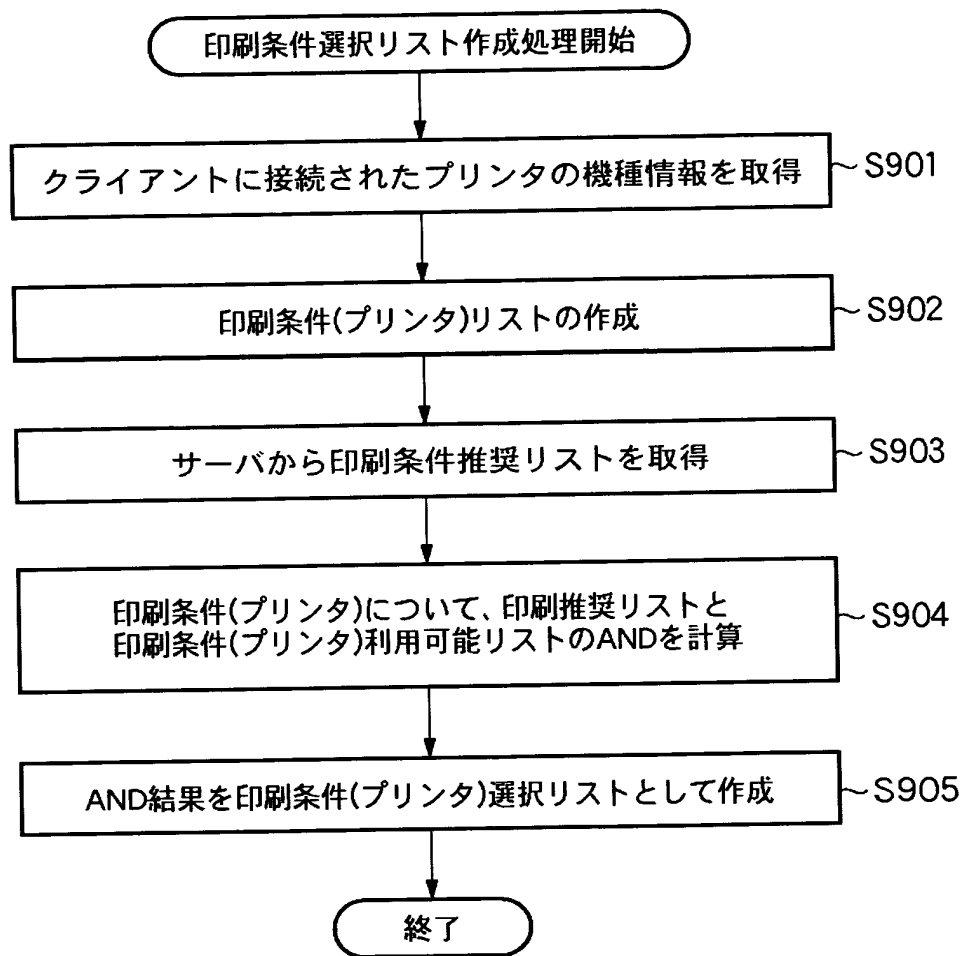 印刷条件選択リスト作成処理開始
クライアントに接続されたプリンタの機種情報を取得
～S901
印刷条件(プリンタ)リストの作成
～S902
サーバから印刷条件推奨リストを取得
～S903
印刷条件(プリンタ)について、印刷推奨リストと
印刷条件(プリンタ)利用可能リストのANDを計算
～S904
AND結果を印刷条件(プリンタ)選択リストとして作成
～S905
終了